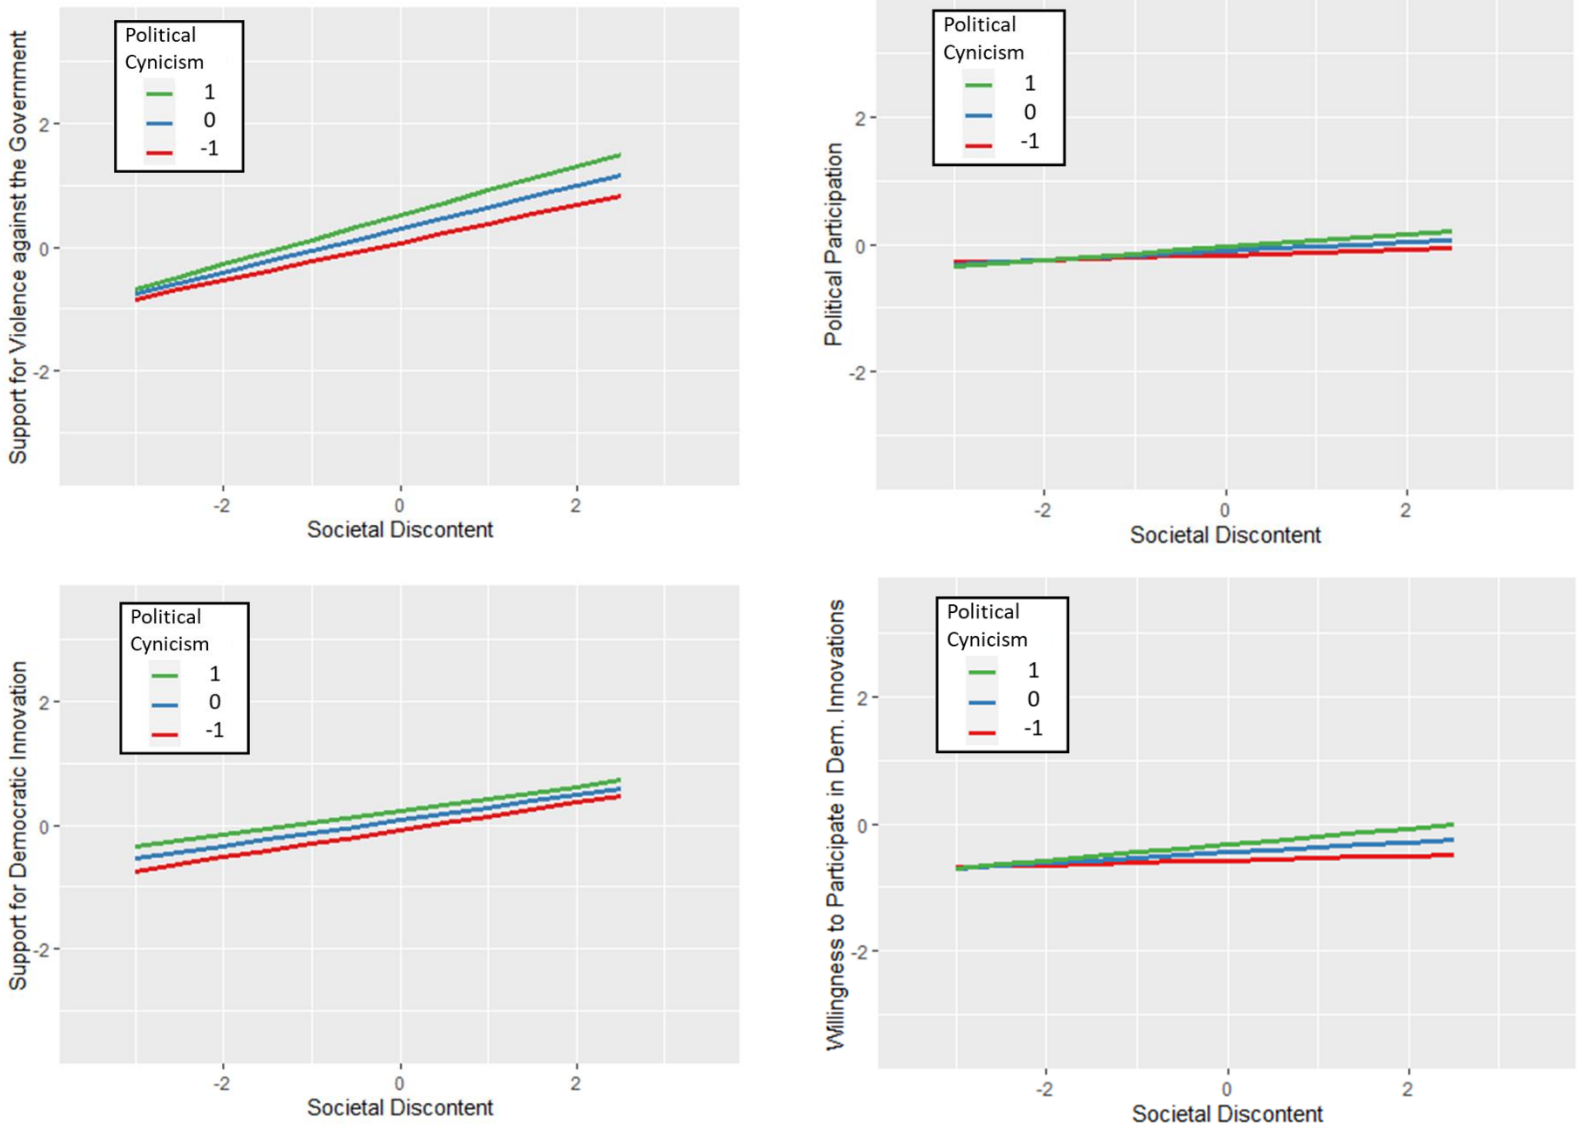 Support for Violence against the Government
Political
Cynicism
1
0
-1
2
0
-2
-2
0
2
Societal Discontent
Political Participation
Political
Cynicism
1
0
-1
2
0
-2
-2
0
2
Societal Discontent
Support for Democratic Innovation
Political
Cynicism
1
0
-1
2
0
-2
-2
0
2
Societal Discontent
Willingness to Participate in Dem. Innovations
Political
Cynicism
1
0
-1
2
0
-2
-2
0
2
Societal Discontent